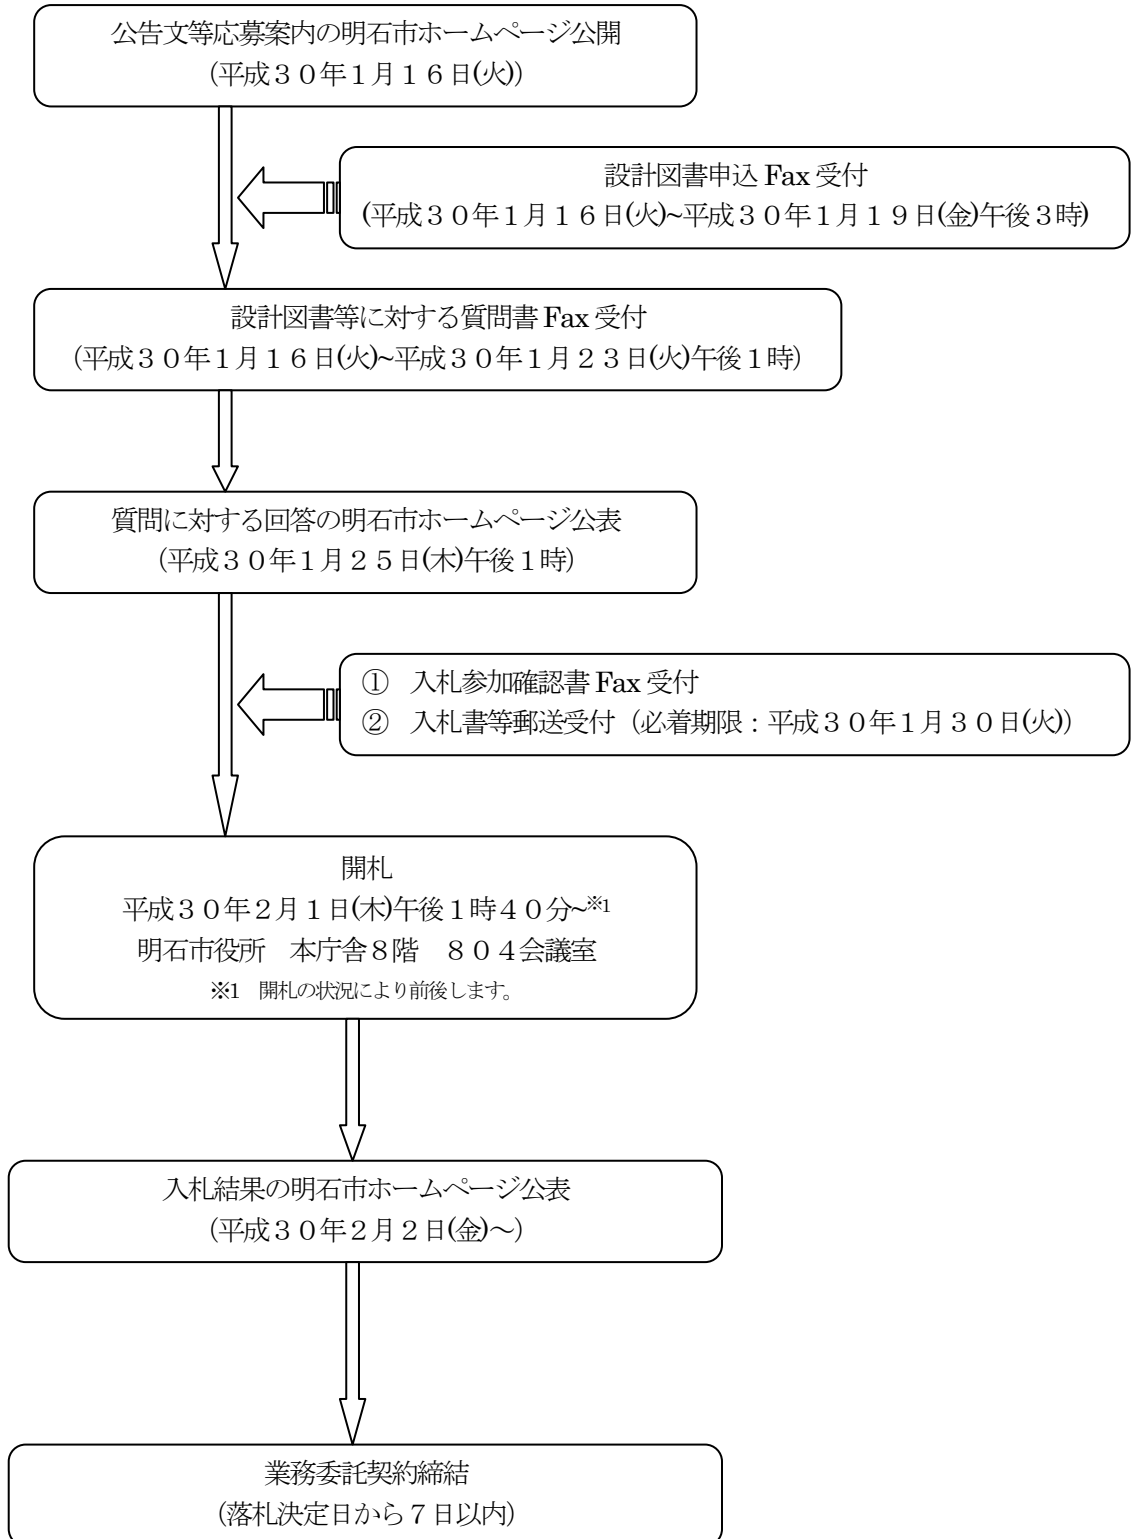 公告文等応募案内の明石市ホームページ公開
（平成３０年１月１６日(火)）
設計図書申込 Fax 受付
(平成３０年１月１６日(火)~平成３０年１月１９日(金)午後３時)
設計図書等に対する質問書 Fax 受付
（平成３０年１月１６日(火)~平成３０年１月２３日(火)午後１時）
質問に対する回答の明石市ホームページ公表
（平成３０年１月２５日(木)午後１時）
①　入札参加確認書 Fax 受付
②　入札書等郵送受付（必着期限：平成３０年１月３０日(火)）
開札
平成３０年２月１日(木)午後１時４０分~※1
明石市役所　本庁舎８階　８０４会議室
※1　開札の状況により前後します。
入札結果の明石市ホームページ公表
（平成３０年２月２日(金)～）
業務委託契約締結
（落札決定日から７日以内）